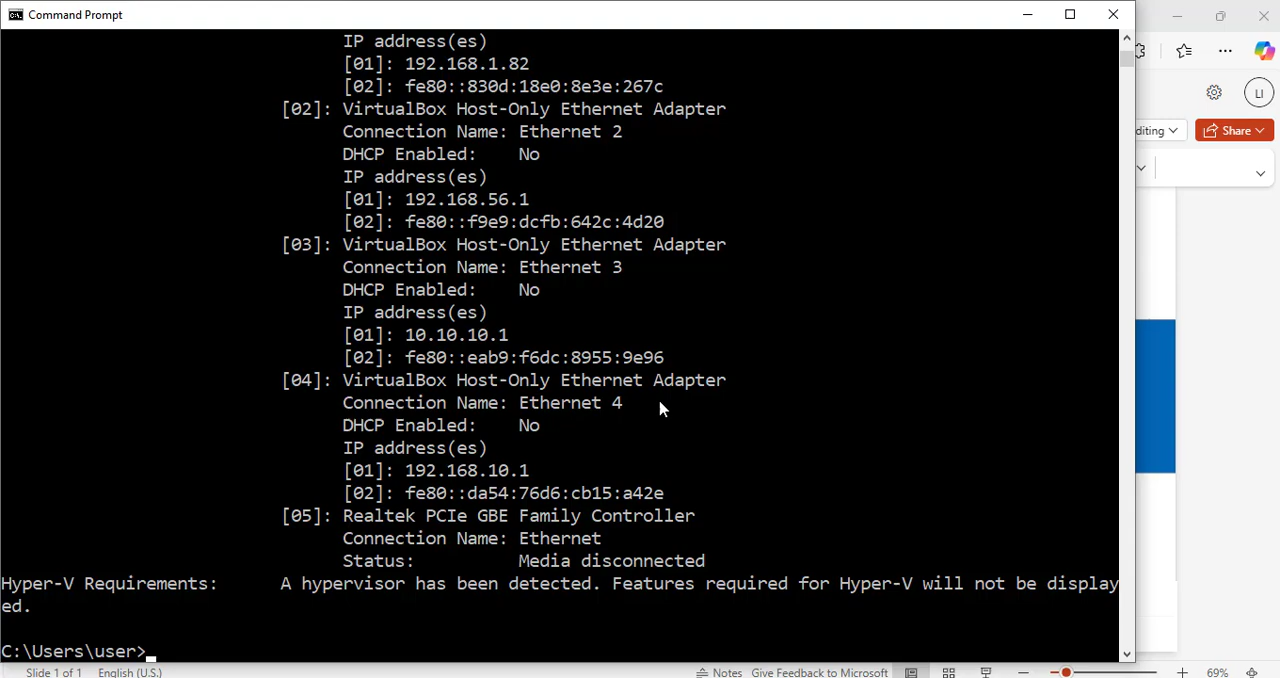 Command Prompt
IP address(es)
[01]: 192.168.1.82
[02]: fe80::830d:18e0:8e3e:267c
[02]: VirtualBox Host-Only Ethernet Adapter
Connection Name: Ethernet 2
DHCP Enabled: No
IP address(es)
[01]: 192.168.56.1
[02]: fe80::f9e9:dcfb:642c:4d20
[03]: VirtualBox Host-Only Ethernet Adapter
Connection Name: Ethernet 3
DHCP Enabled: No
IP address(es)
[01]: 10.10.10.1
[02]: fe80::eab9:f6dc:8955:9e96
[04]: VirtualBox Host-Only Ethernet Adapter
Connection Name: Ethernet 4
DHCP Enabled: No
IP address(es)
[01]: 192.168.10.1
[02]: fe80::da54:76d6:cb15:a42e
[05]: Realtek PCIe GBE Family Controller
Connection Name: Ethernet
Status: Media disconnected
Hyper-V Requirements: A hypervisor has been detected. Features required for Hyper-V will not be display
ed.
C:\Users\user>
LI
diting
Share
Slide 1 of 1 English (U.S.) Notes Give Feedback to Microsoft 69%